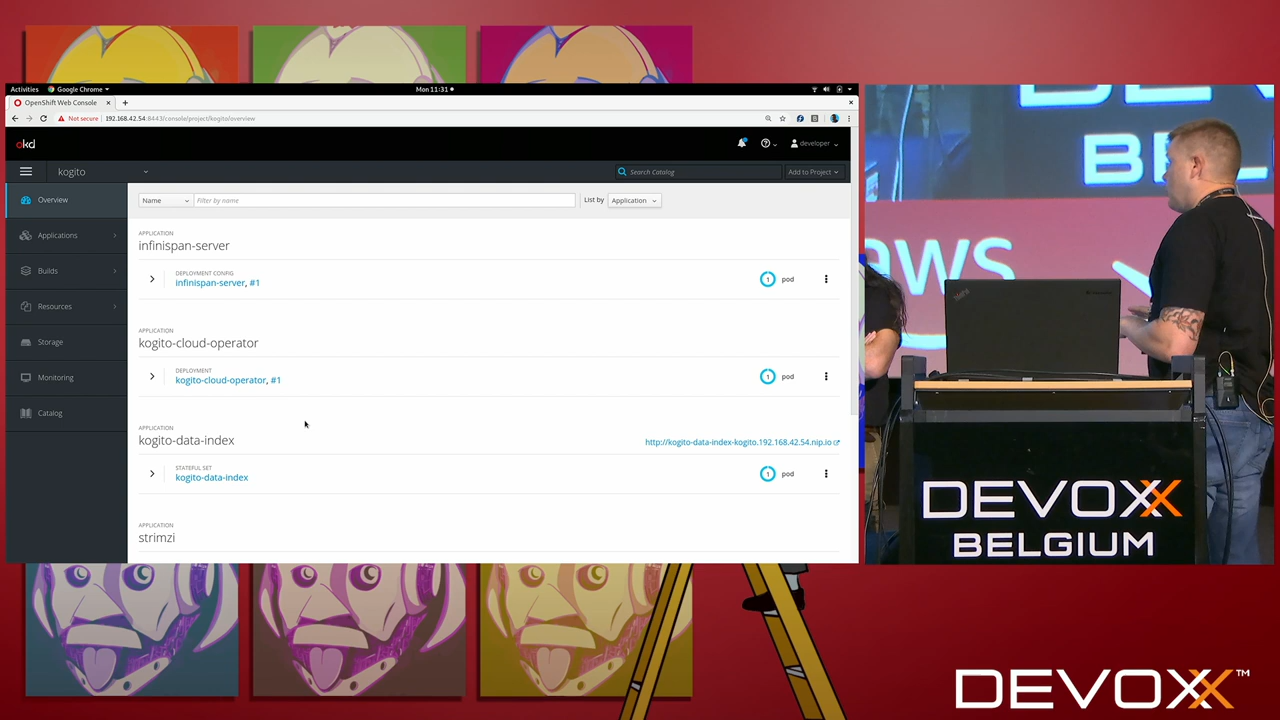 Activities
Google Chrome
Mon 11:31
OpenShift Web Console
Not secure
192.168.42.54:8443/console/project/kogito/overview
okd
developer
kogito
Search Catalog
Add to Project
Overview
Applications
Builds
Resources
Storage
Monitoring
Catalog
Name
Filter by name
List by
Application
APPLICATION
infinispan-server
DEPLOYMENT CONFIG
infinispan-server, #1
1 pod
APPLICATION
kogito-cloud-operator
DEPLOYMENT
kogito-cloud-operator, #1
1 pod
APPLICATION
kogito-data-index
http://kogito-data-index-kogito.192.168.42.54.nip.io
STATEFUL SET
kogito-data-index
1 pod
APPLICATION
strimzi
BEL
aws
ThinkPad
DEVOXX
BELGIUM
DEVOXX™